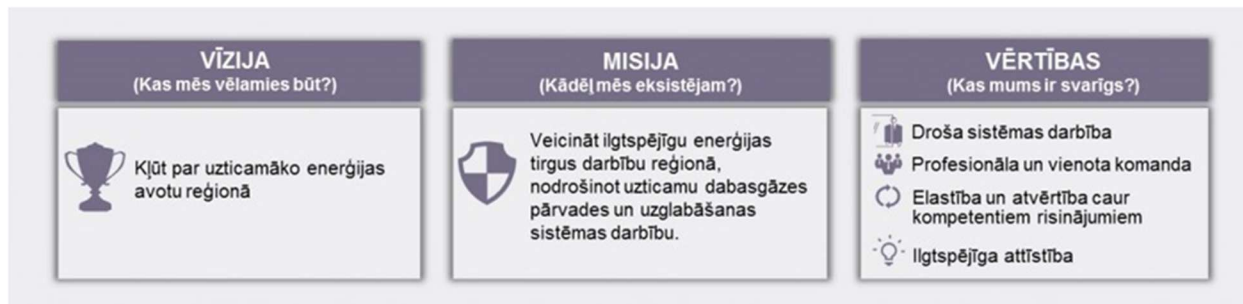 VĪZIJA
(Kas mēs vēlamies būt?)
Kļūt par uzticamāko enerģijas
avotu reģionā
MISIJA
(Kādēļ mēs eksistējam?)
Veicināt ilgtspējīgu enerģijas
tirgus darbību reģionā,
nodrošinot uzticamu dabasgāzes
pārvades un uzglabāšanas
sistēmas darbību.
VĒRTĪBAS
(Kas mums ir svarīgs?)
Droša sistēmas darbība
Profesionāla un vienota komanda
Elastība un atvērtība caur
kompetentiem risinājumiem
Ilgtspējīga attīstība